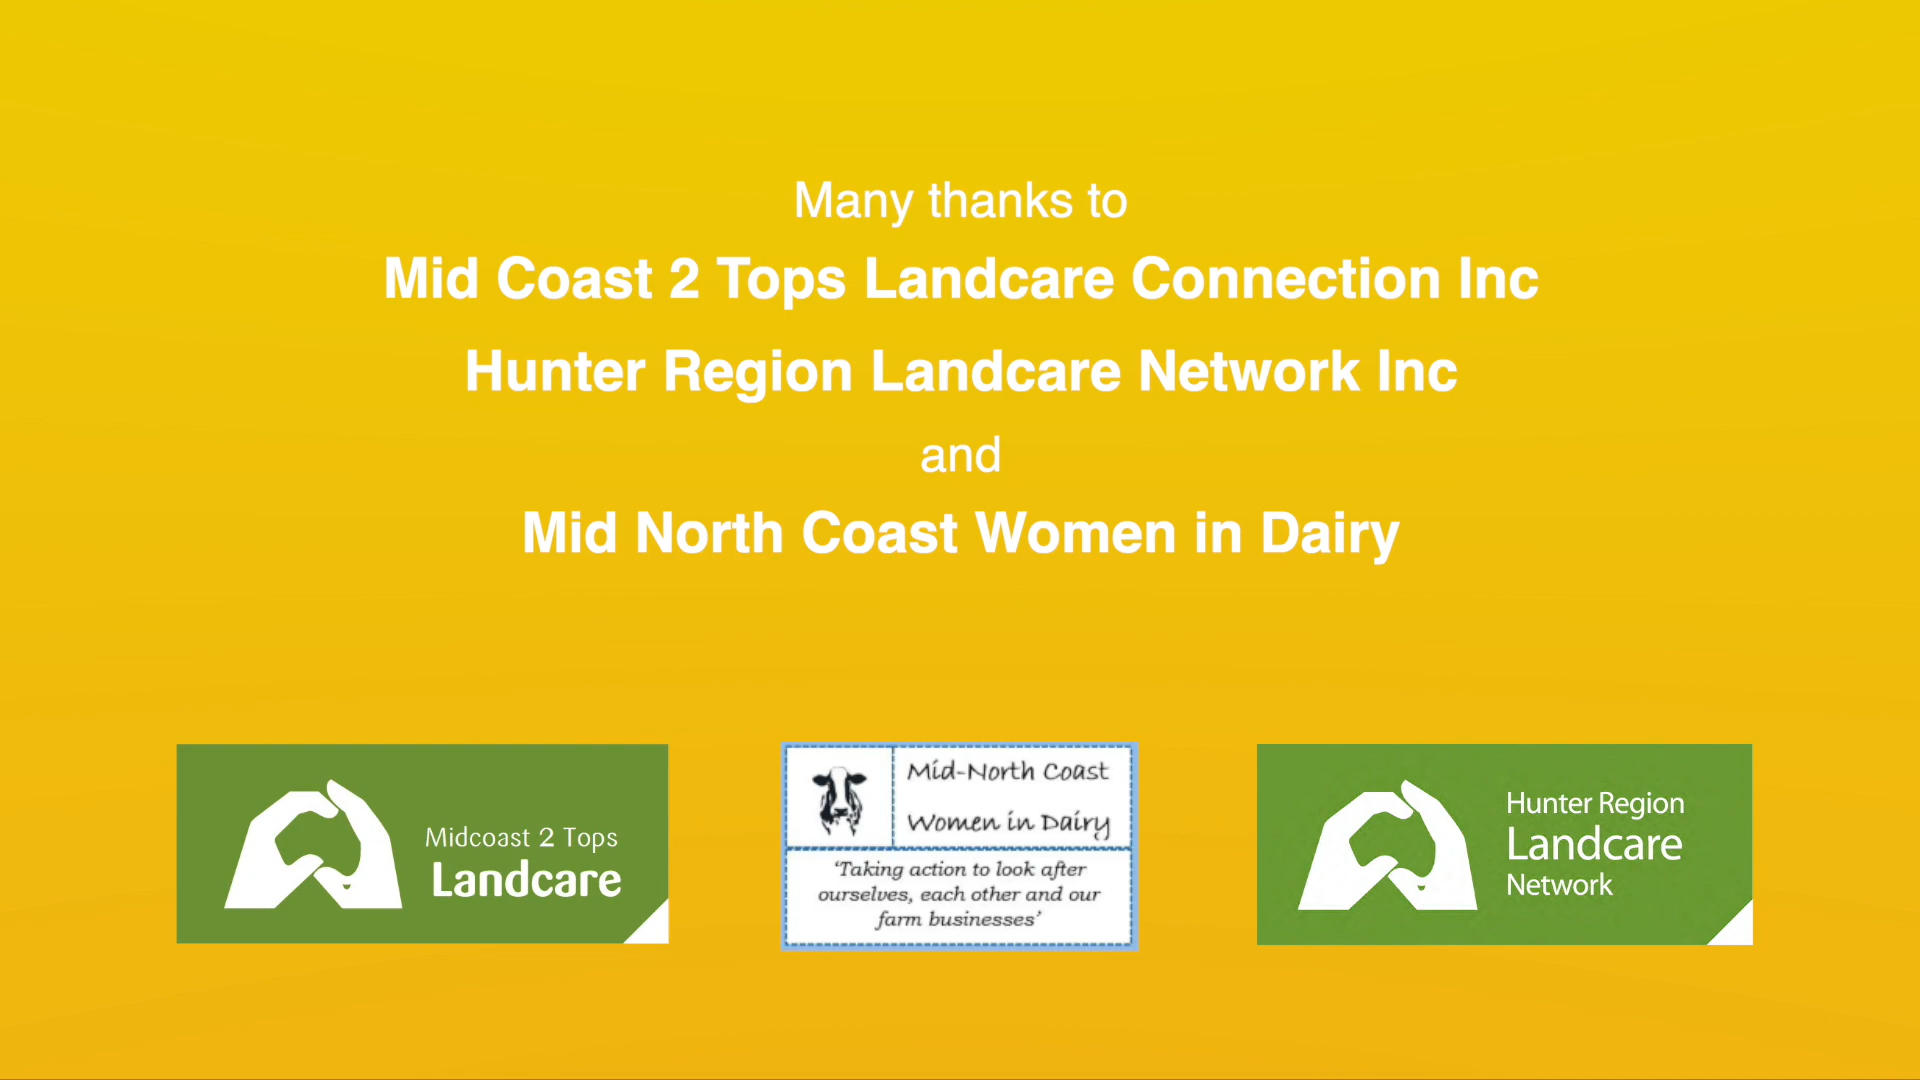 Many thanks to
Mid Coast 2 Tops Landcare Connection Inc
Hunter Region Landcare Network Inc
and
Mid North Coast Women in Dairy
Midcoast 2 Tops
Landcare
Mid-North Coast
Women in Dairy
'Taking action to look after
ourselves, each other and our
farm businesses'
Hunter Region
Landcare
Network